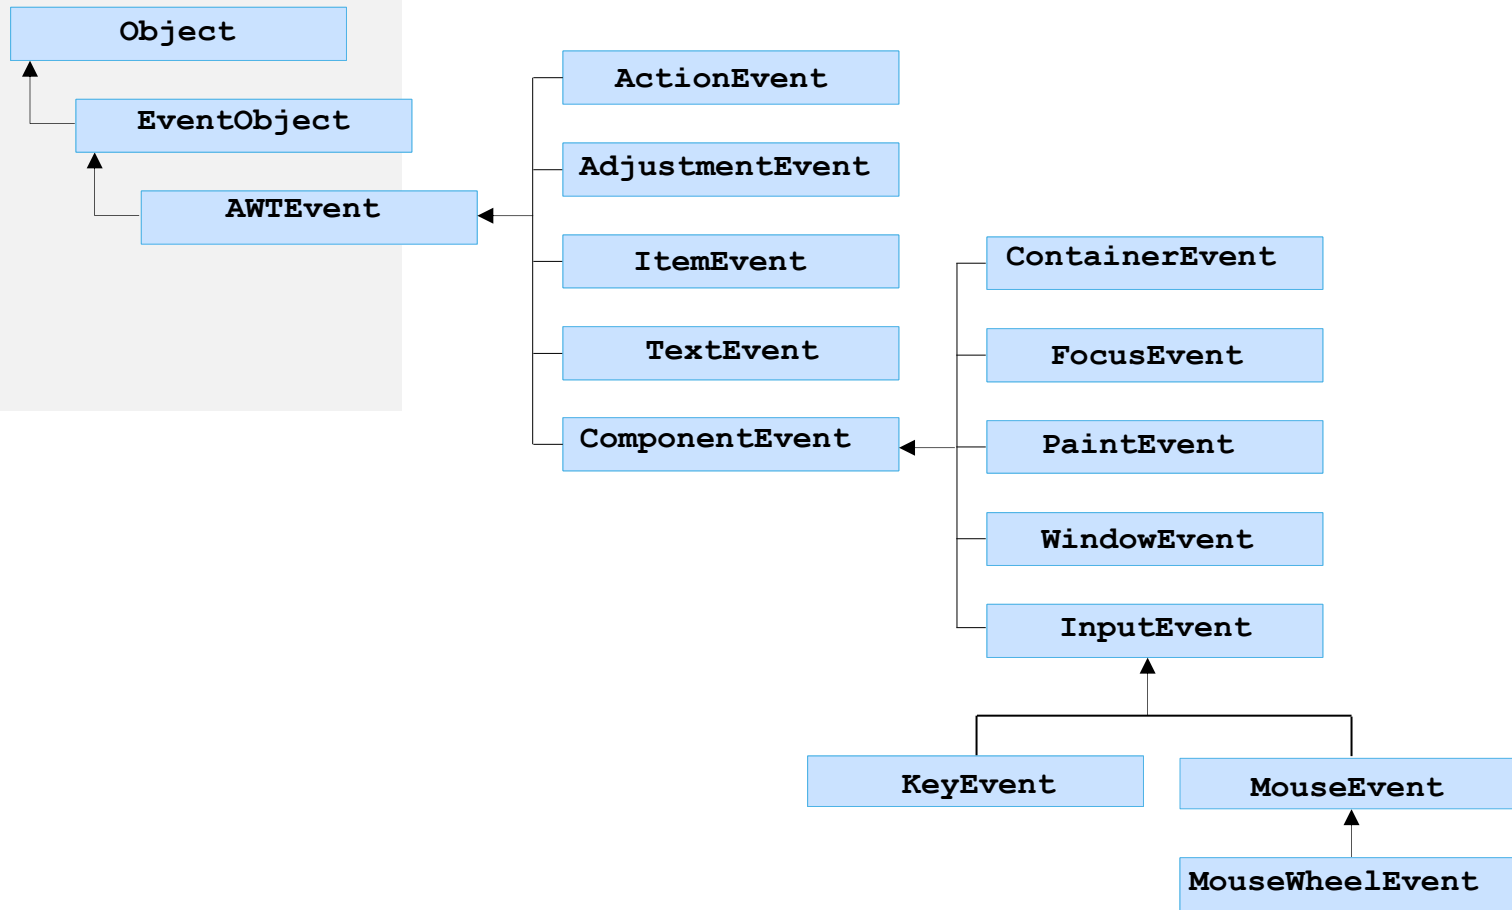 Object
EventObject
AWTEvent
ActionEvent
AdjustmentEvent
ItemEvent
TextEvent
ComponentEvent
ContainerEvent
FocusEvent
PaintEvent
WindowEvent
InputEvent
KeyEvent
MouseEvent
MouseWheelEvent